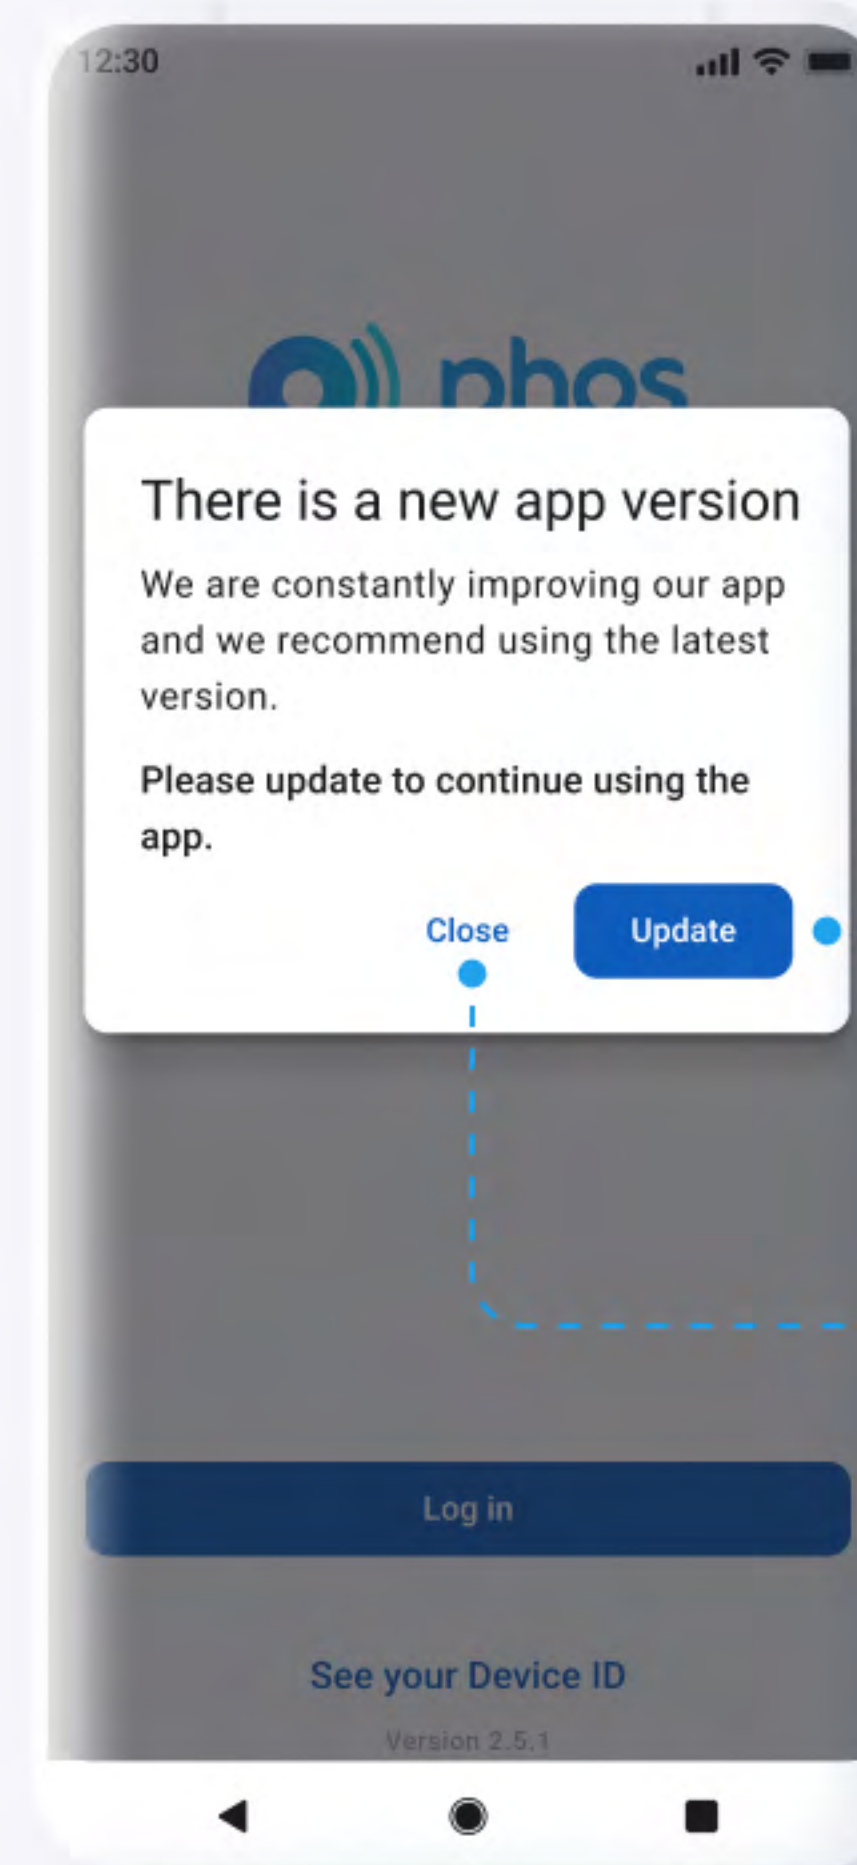 12:30
phos
There is a new app version
We are constantly improving our app
and we recommend using the latest
version.
Please update to continue using the
app.
Close
Update
Log in
See your Device ID
Version 2.5.1